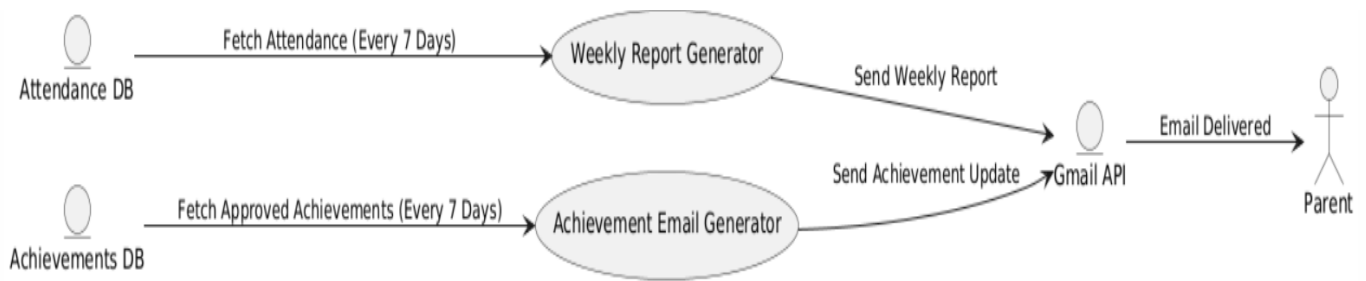 Fetch Attendance (Every 7 Days)
Attendance DB
Weekly Report Generator
Send Weekly Report
Fetch Approved Achievements (Every 7 Days)
Achievements DB
Achievement Email Generator
Send Achievement Update
Gmail API
Email Delivered
Parent